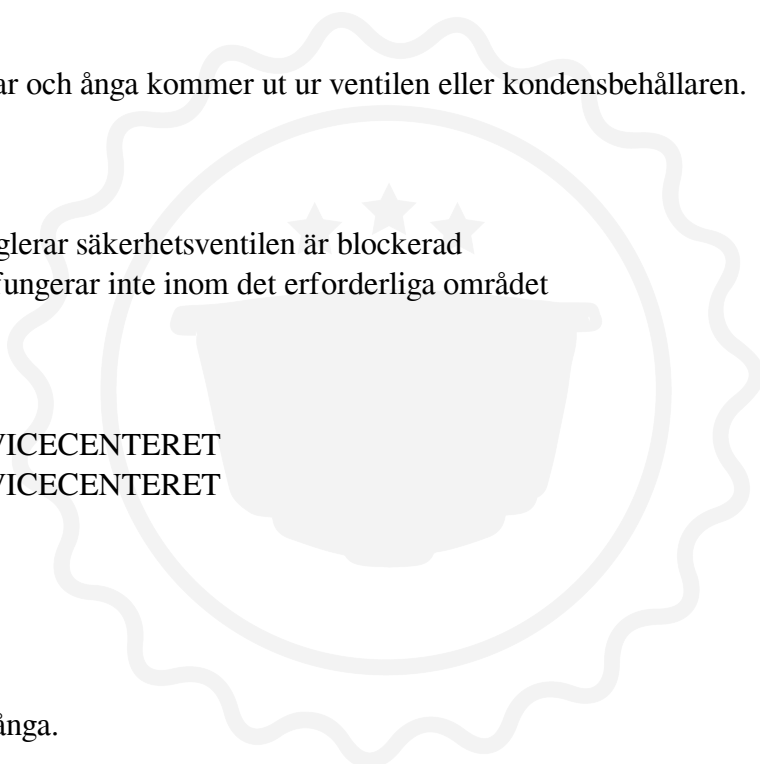 ar och ånga kommer ut ur ventilen eller kondensbehållaren.
glerar säkerhetsventilen är blockerad
fungerar inte inom det erforderliga området
VICECENTERET
VICECENTERET
ånga.